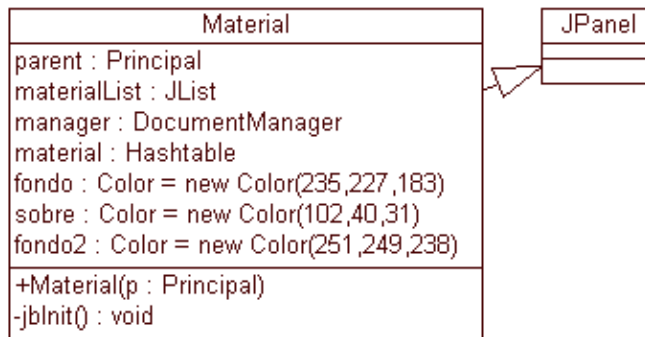 Material
parent : Principal
materialList : JList
manager : DocumentManager
material : Hashtable
fondo : Color = new Color(235,227,183)
sobre : Color = new Color(102,40,31)
fondo2 : Color = new Color(251,249,238)
+Material(p : Principal)
-jbInit() : void
JPanel